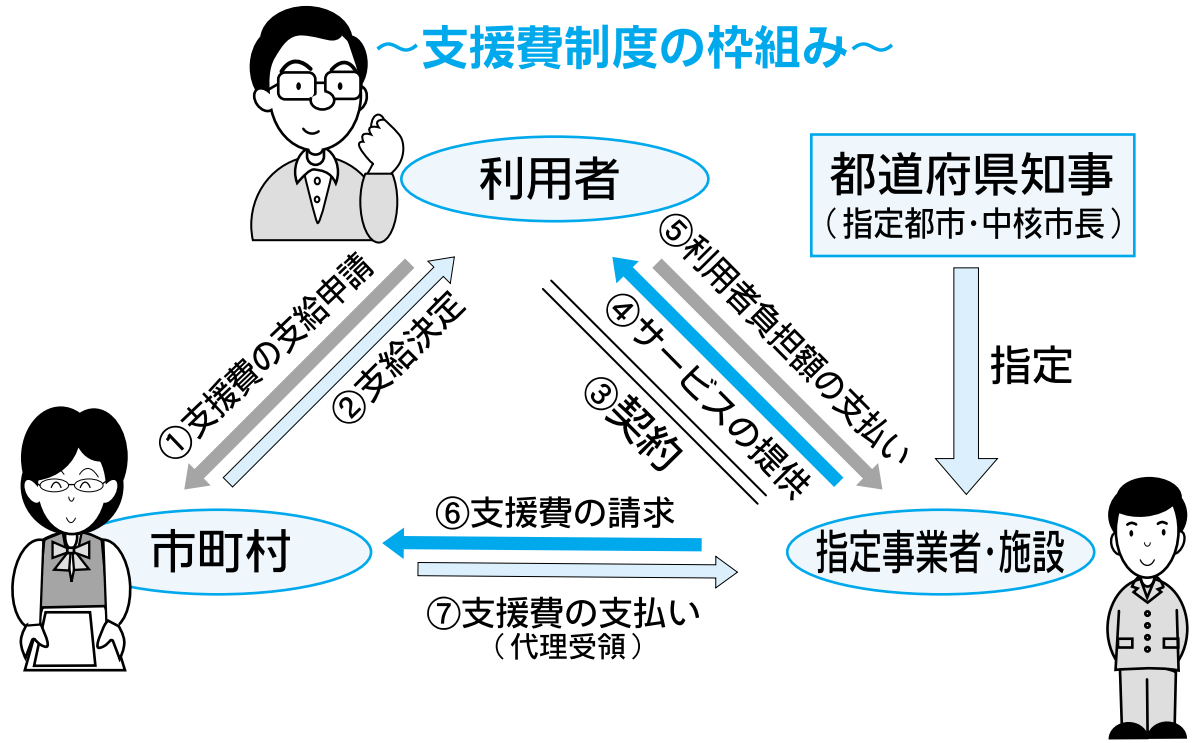 ～支援費制度の枠組み～
利用者
都道府県知事
（指定都市・中核市長）
①支援費の支給申請
②支給決定
③契約
④サービスの提供
⑤利用者負担額の支払い
指定
⑥支援費の請求
市町村
指定事業者・施設
⑦支援費の支払い
（代理受領）